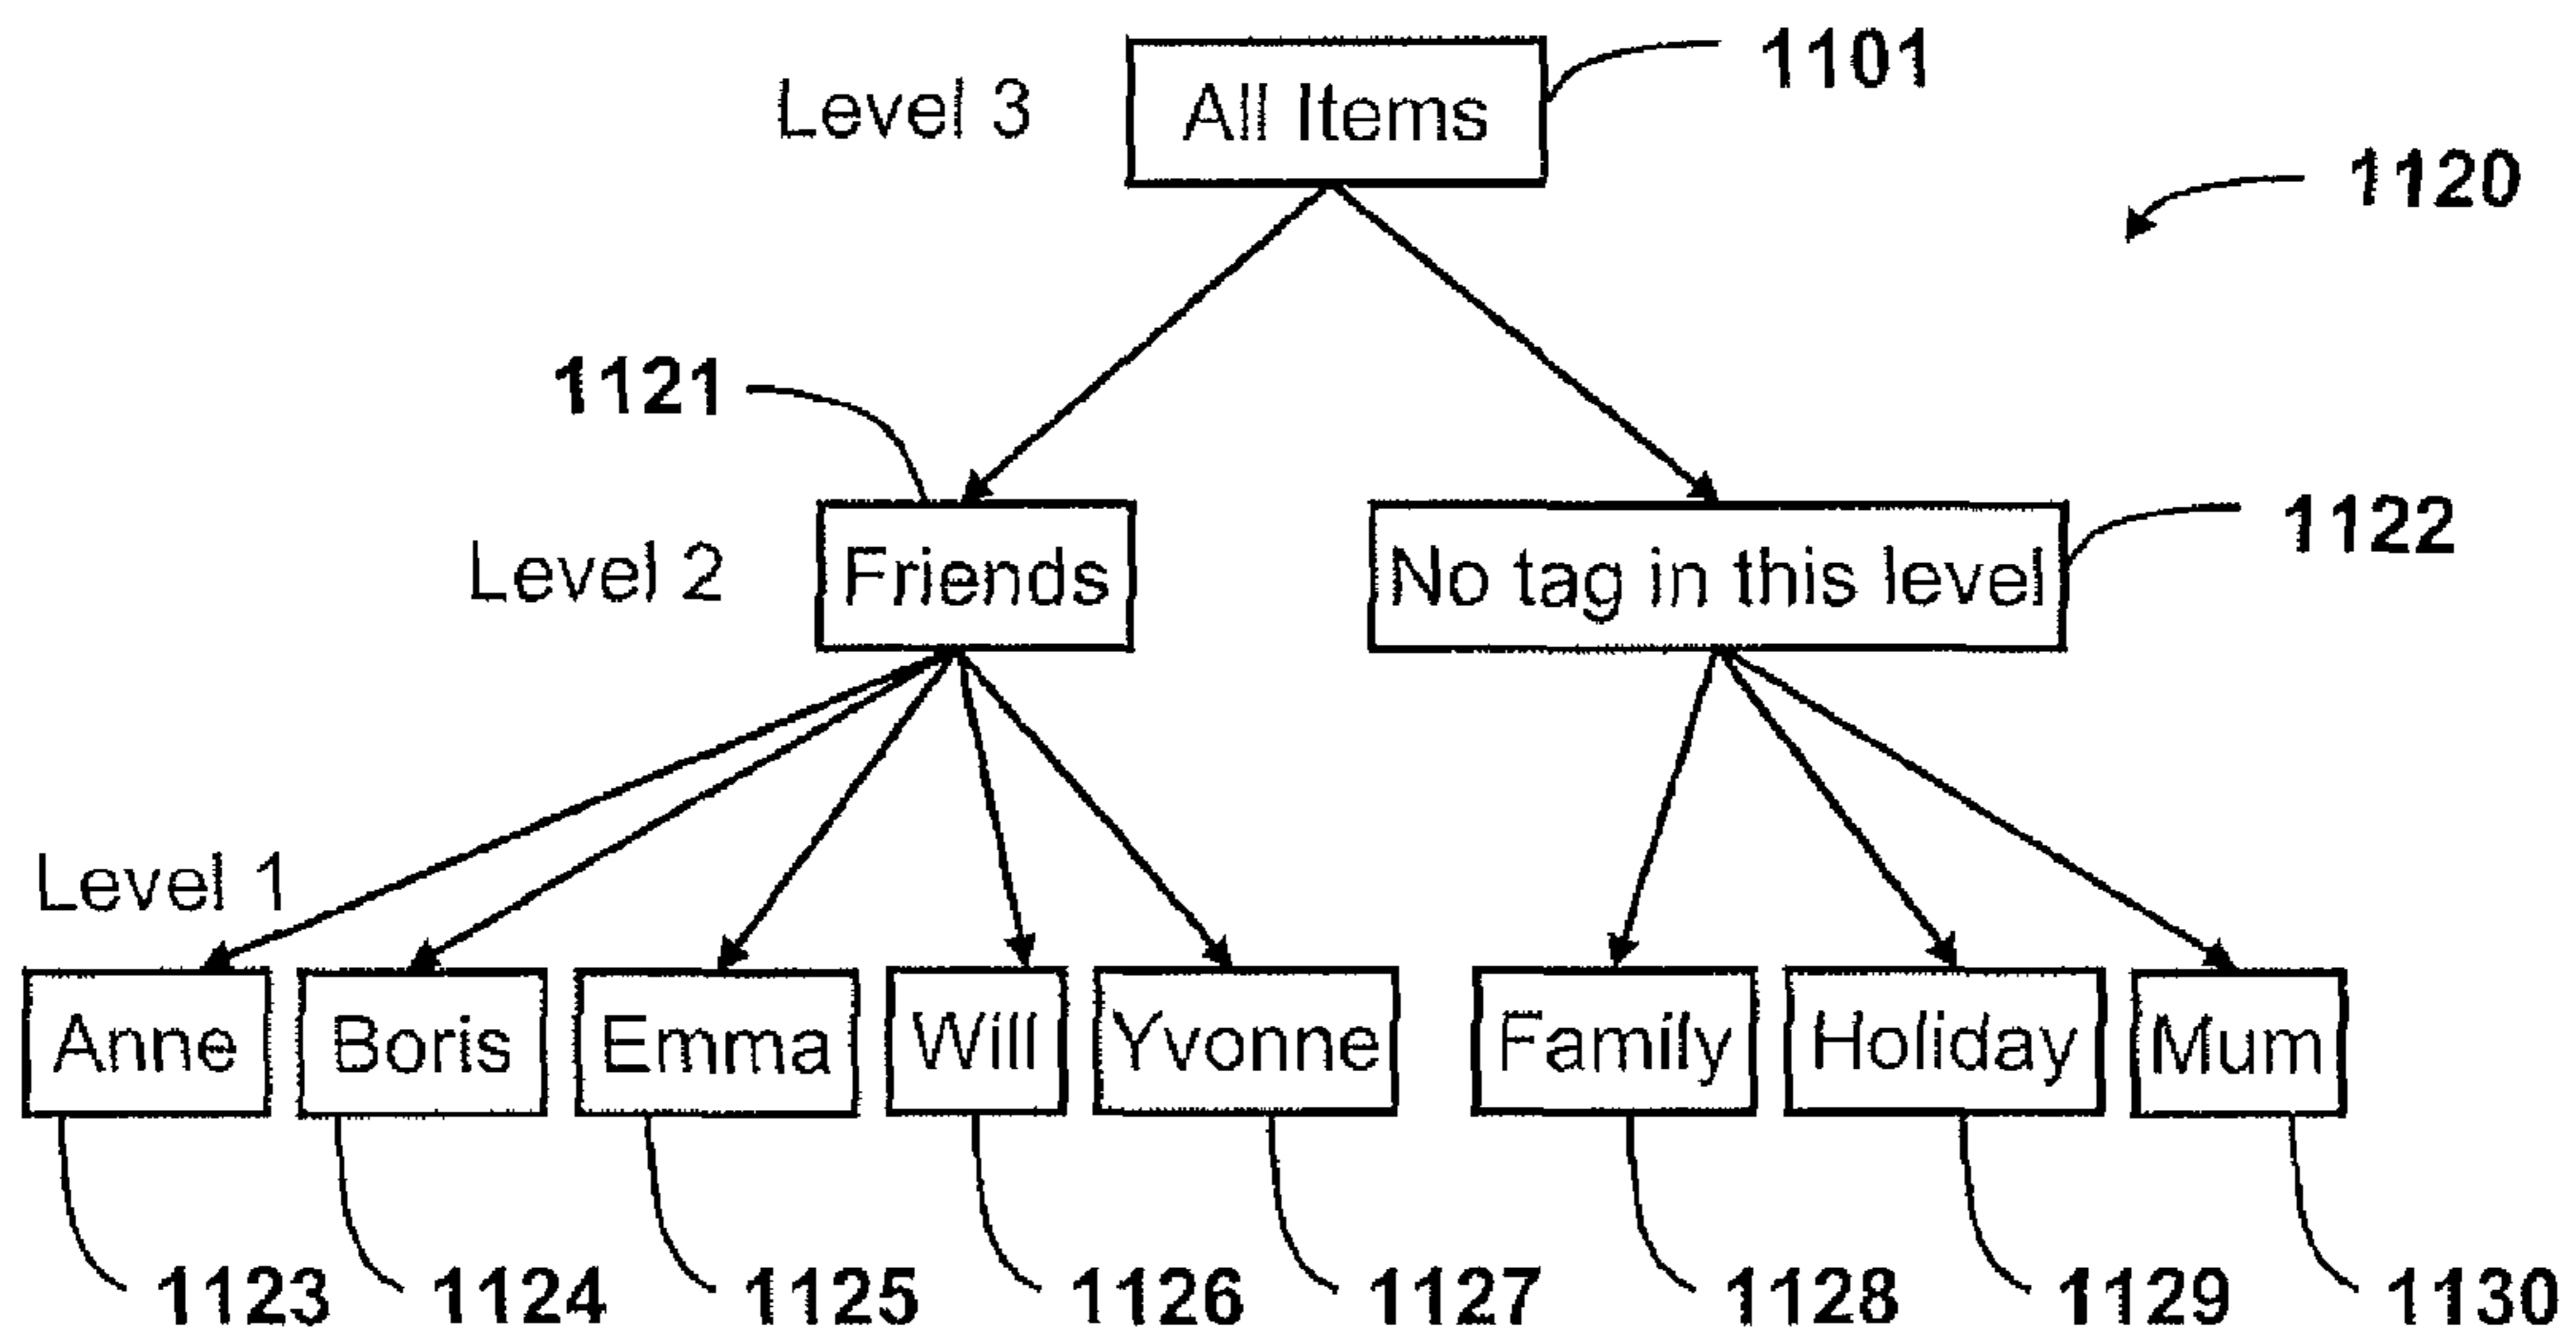 Level 3 All Items 1101
1120
1121
Level 2 Friends No tag in this level 1122
Level 1
Anne Boris Emma Will Yvonne Family Holiday Mum
1123 1124 1125 1126 1127 1128 1129 1130